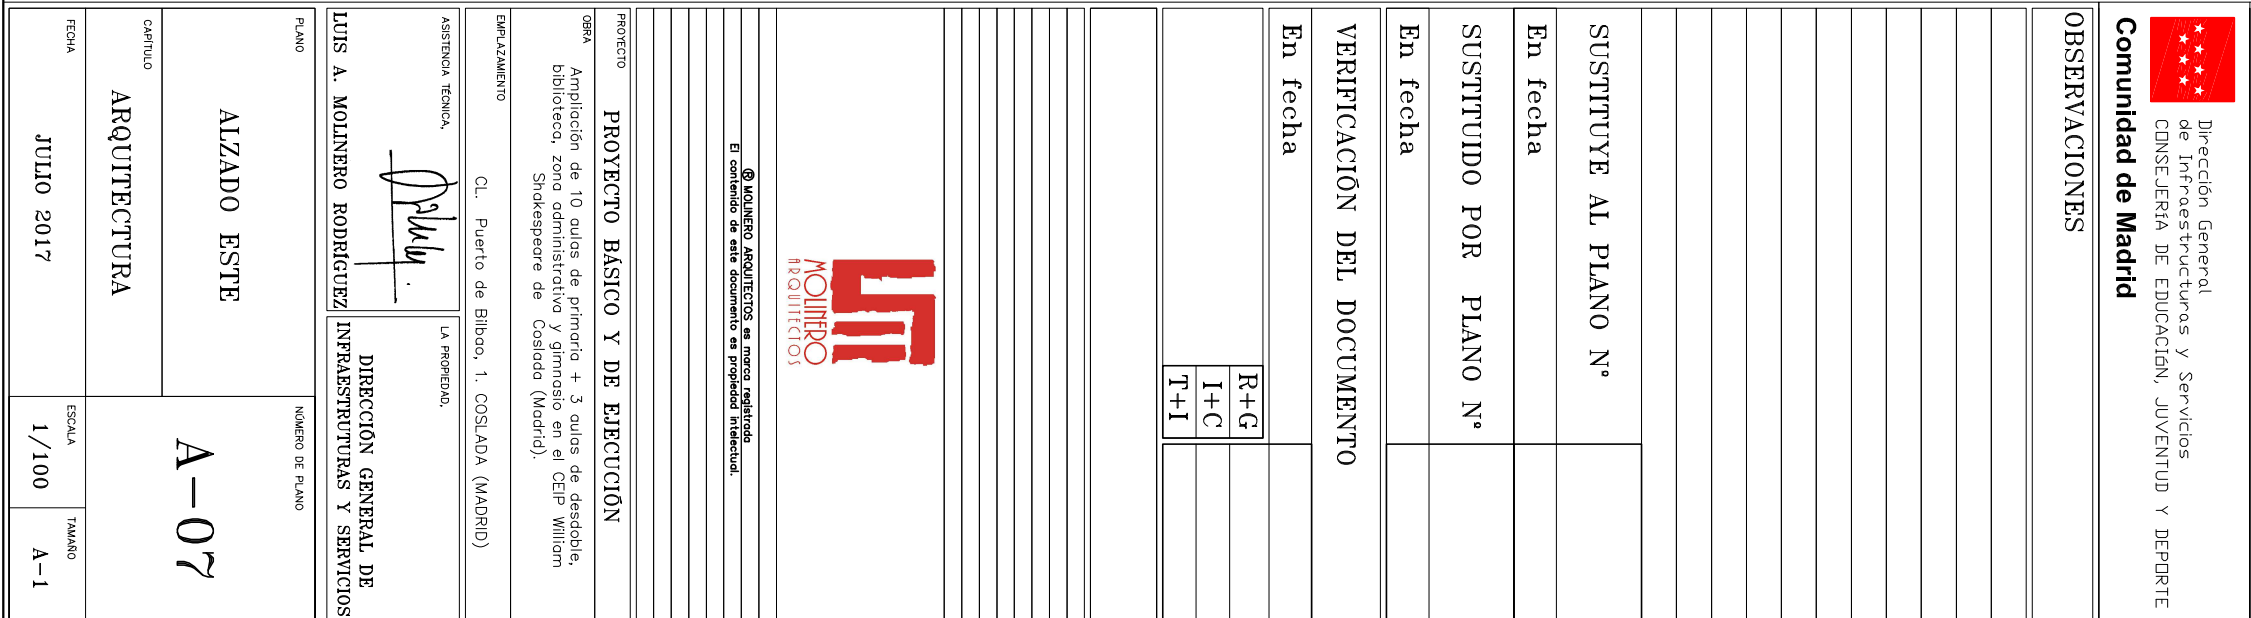 Comunidad de Madrid
Dirección General
de Infraestructuras y Servicios
CONSEJERÍA DE EDUCACIÓN, JUVENTUD Y DEPORTE
OBSERVACIONES
SUSTITUYE AL PLANO Nº
En fecha
SUSTITUIDO POR PLANO Nº
En fecha
VERIFICACIÓN DEL DOCUMENTO
En fecha
R+G
I+C
T+I
MOLINERO
ARQUITECTOS
® MOLINERO ARQUITECTOS es marca registrada
El contenido de este documento es propiedad intelectual.
PROYECTO
PROYECTO BÁSICO Y DE EJECUCIÓN
OBRA
Ampliación de 10 aulas de primaria + 3 aulas de desdoble,
biblioteca, zona administrativa y gimnasio en el CEIP William
Shakespeare de Coslada (Madrid).
EMPLAZAMIENTO
CL. Puerto de Bilbao, 1. COSLADA (MADRID)
ASISTENCIA TÉCNICA,
LUIS A. MOLINERO RODRÍGUEZ
LA PROPIEDAD,
DIRECCIÓN GENERAL DE
INFRAESTRUTURAS Y SERVICIOS
PLANO
ALZADO ESTE
CAPÍTULO
ARQUITECTURA
FECHA
JULIO 2017
NÚMERO DE PLANO
A-07
ESCALA
1/100
TAMAÑO
A-1